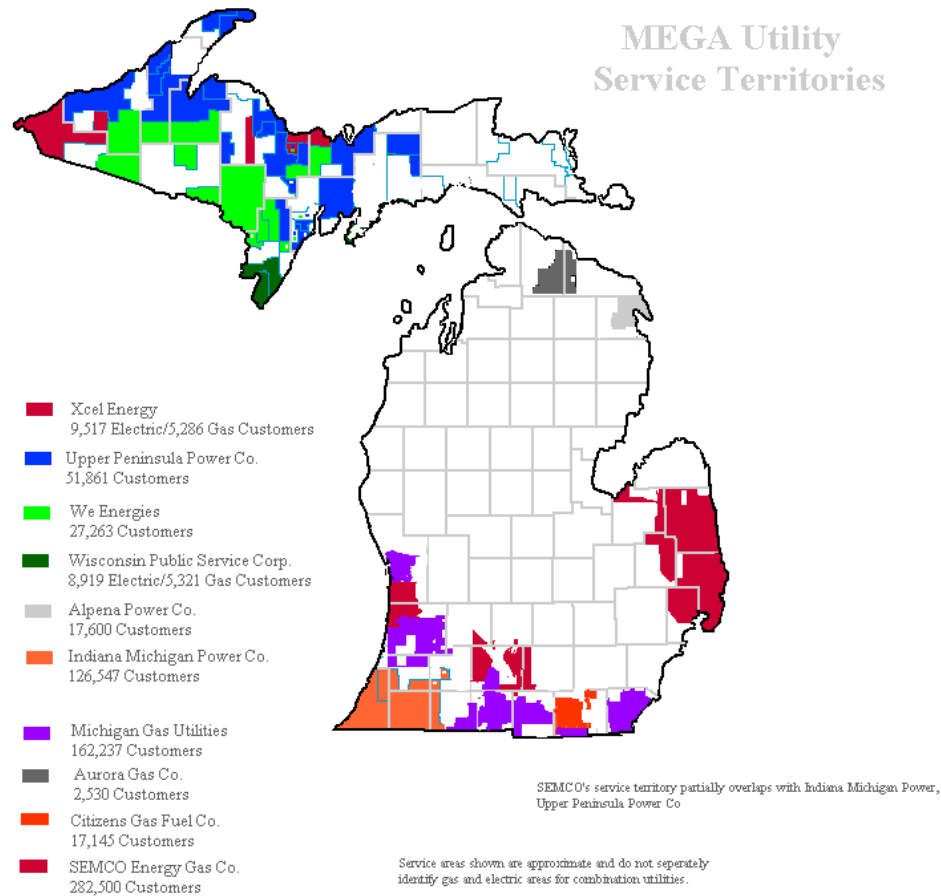 MEGA Utility
Service Territories
Xcel Energy
9,517 Electric/5,286 Gas Customers
Upper Peninsula Power Co.
51,861 Customers
We Energies
27,263 Customers
Wisconsin Public Service Corp.
8,919 Electric/5,321 Gas Customers
Alpena Power Co.
17,600 Customers
Indiana Michigan Power Co.
126,547 Customers
Michigan Gas Utilities
162,237 Customers
Aurora Gas Co.
2,530 Customers
Citizens Gas Fuel Co.
17,145 Customers
SEMCO Energy Gas Co.
282,500 Customers
SEMCO's service territory partially overlaps with Indiana Michigan Power,
Upper Peninsula Power Co
Service areas shown are approximate and do not seperately
identify gas and electric areas for combination utilities.